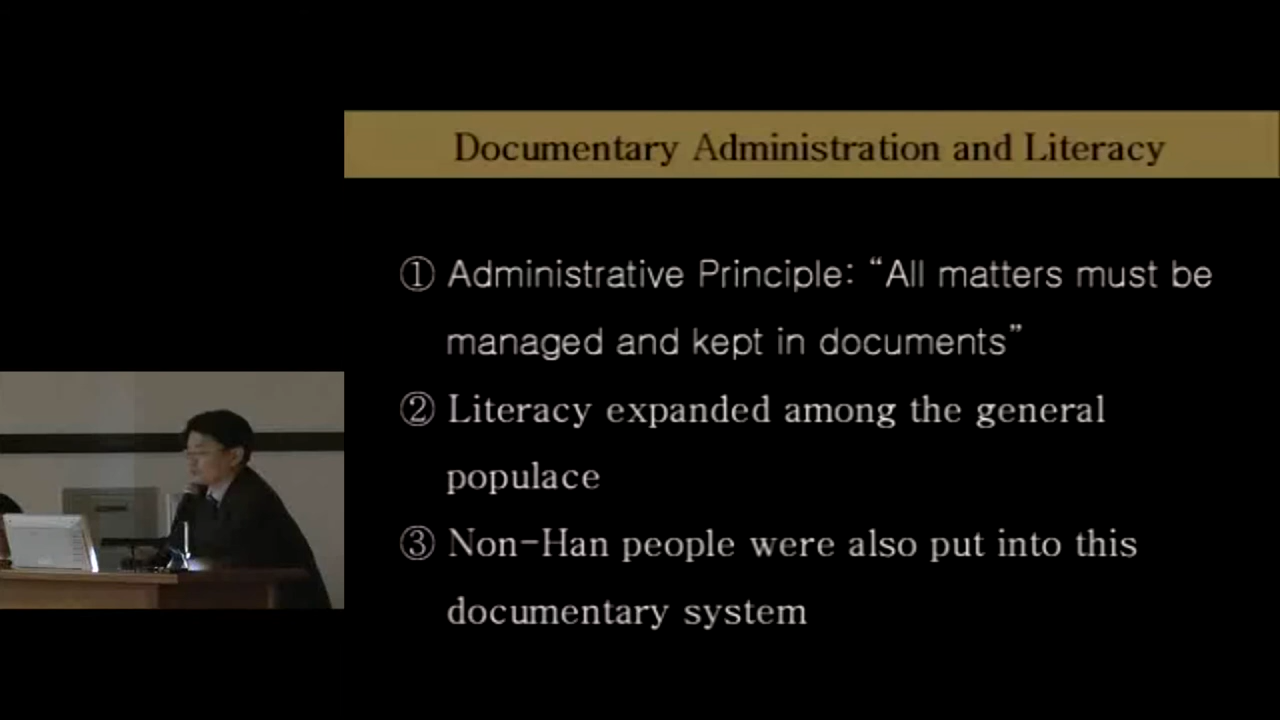 Documentary Administration and Literacy
① Administrative Principle: “All matters must be
managed and kept in documents”
② Literacy expanded among the general
populace
③ Non-Han people were also put into this
documentary system